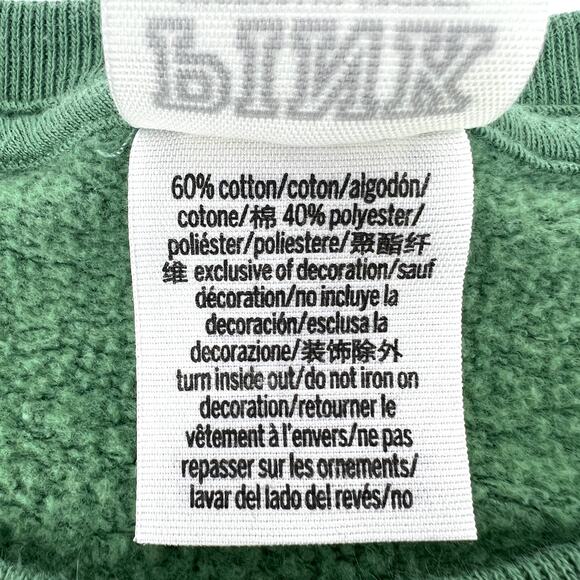 PINK
60% cotton/coton/algodón/
cotone/棉 40% polyester/
poliéster/poliestere/聚酯纤
维 exclusive of decoration/sauf
décoration/no incluye la
decoración/esclusa la
decorazione/装饰除外
turn inside out/do not iron on
decoration/retourner le
vêtement à l'envers/ne pas
repasser sur les ornements/
lavar del lado del revés/no